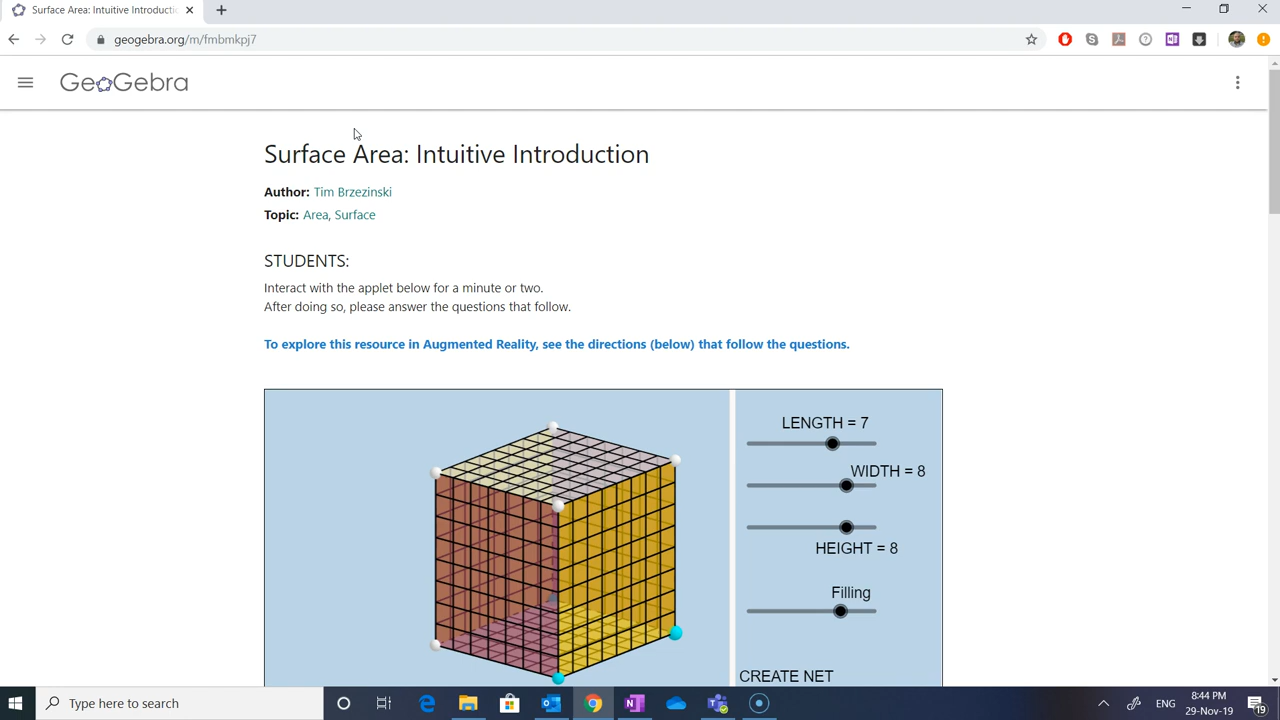 Surface Area: Intuitive Introducti
geogebra.org/m/fmbmkpj7
GeoGebra
Surface Area: Intuitive Introduction
Author: Tim Brzezinski
Topic: Area, Surface
STUDENTS:
Interact with the applet below for a minute or two.
After doing so, please answer the questions that follow.
To explore this resource in Augmented Reality, see the directions (below) that follow the questions.
LENGTH = 7
WIDTH = 8
HEIGHT = 8
Filling
CREATE NET
Type here to search
ENG
8:44 PM
29-Nov-19
19